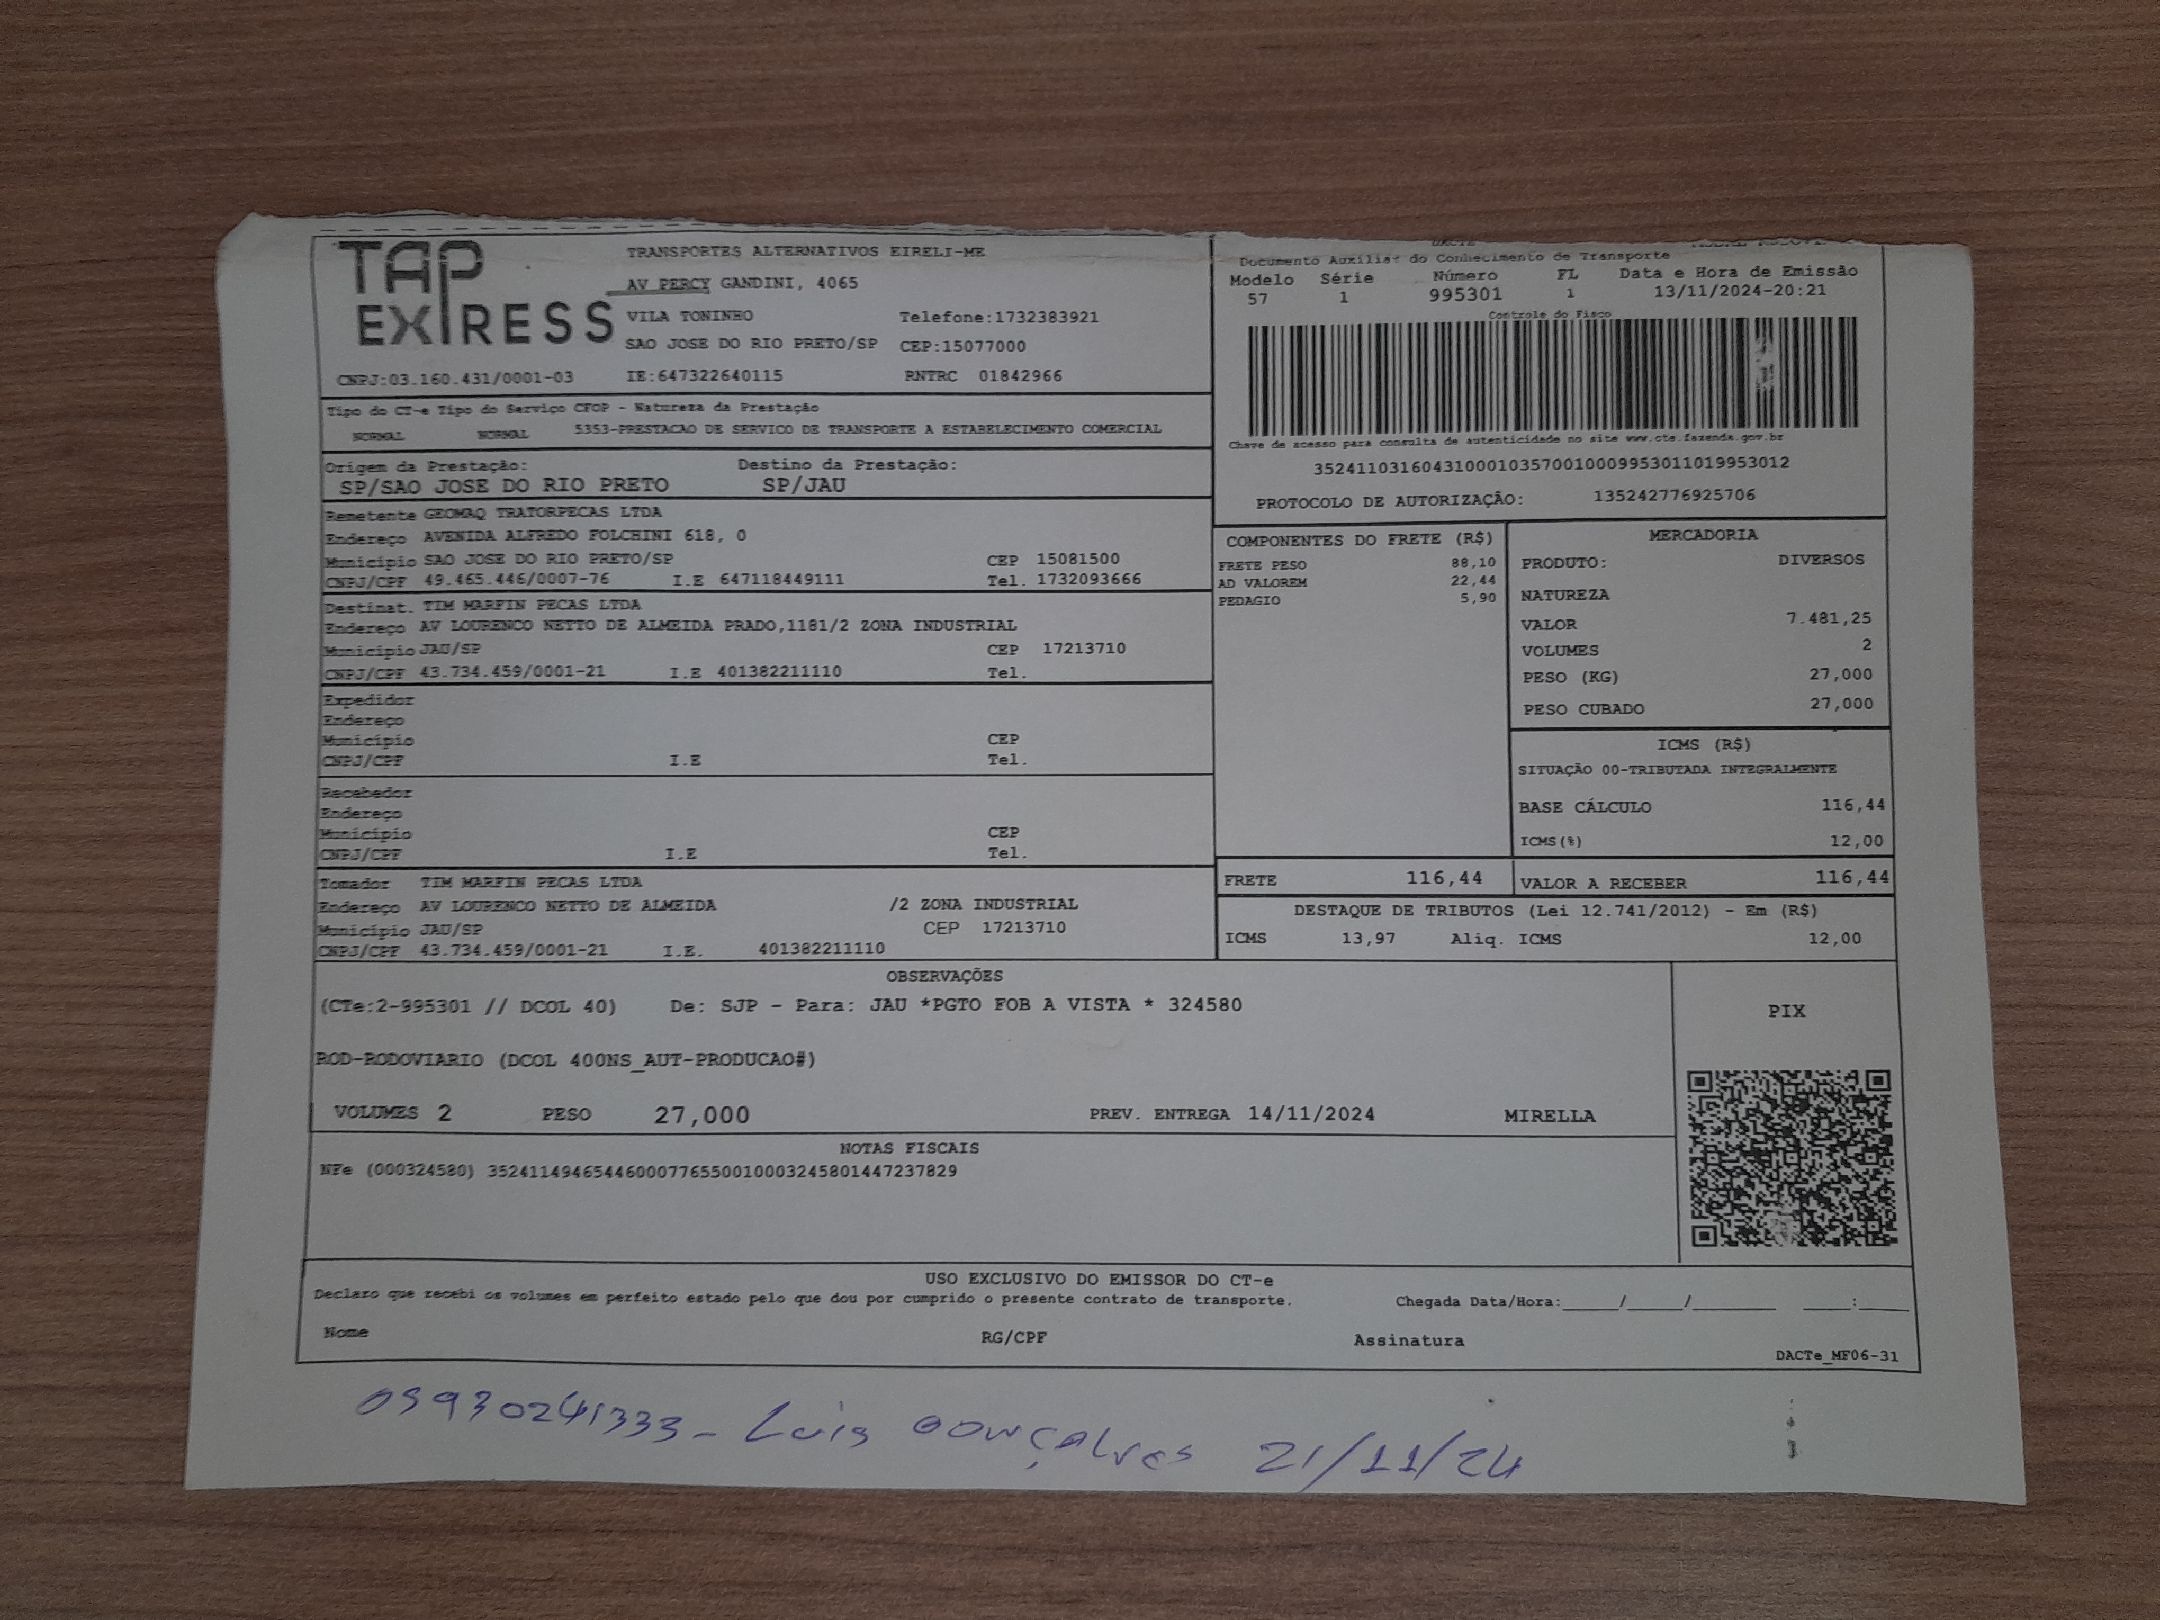 TAP
EXPRESS
TRANSPORTES ALTERNATIVOS EIRELI-ME
AV PERCY GANDINI, 4065
VILA TONINHO Telefone:1732383921
SAO JOSE DO RIO PRETO/SP CEP:15077000
CNPJ:03.160.431/0001-03 IE:647322640115 RNTRC 01842966
Documento Auxiliar do Conhecimento de Transporte
Modelo Série Número FL Data e Hora de Emissão
57 1 995301 1 13/11/2024-20:21
Controle do Fisco
Chave de acesso para consulta de autenticidade no site www.cte.fazenda.gov.br
35241103160431000103570010009953011019953012
PROTOCOLO DE AUTORIZAÇÃO: 135242776925706
Tipo do CT-e Tipo do Serviço CFOP - Natureza da Prestação
NORMAL NORMAL 5353-PRESTACAO DE SERVICO DE TRANSPORTE A ESTABELECIMENTO COMERCIAL
Origem da Prestação: Destino da Prestação:
SP/SAO JOSE DO RIO PRETO SP/JAU
Remetente GEOMAQ TRATORPECAS LTDA
Endereço AVENIDA ALFREDO FOLCHINI 618, 0
Município SAO JOSE DO RIO PRETO/SP CEP 15081500
CNPJ/CPF 49.465.446/0007-76 I.E 647118449111 Tel. 1732093666
Destinat. TIM MARFIN PECAS LTDA
Endereço AV LOURENCO NETTO DE ALMEIDA PRADO,1181/2 ZONA INDUSTRIAL
Município JAU/SP CEP 17213710
CNPJ/CPF 43.734.459/0001-21 I.E 401382211110 Tel.
Expedidor
Endereço
Município CEP
CNPJ/CPF I.E Tel.
Recebedor
Endereço
Município CEP
CNPJ/CPF I.E Tel.
Tomador TIM MARFIN PECAS LTDA
Endereço AV LOURENCO NETTO DE ALMEIDA /2 ZONA INDUSTRIAL
Município JAU/SP CEP 17213710
CNPJ/CPF 43.734.459/0001-21 I.E. 401382211110
COMPONENTES DO FRETE (R$)
FRETE PESO 88,10
AD VALOREM 22,44
PEDAGIO 5,90
MERCADORIA
PRODUTO: DIVERSOS
NATUREZA
VALOR 7.481,25
VOLUMES 2
PESO (KG) 27,000
PESO CUBADO 27,000
ICMS (R$)
SITUAÇÃO 00-TRIBUTADA INTEGRALMENTE
BASE CÁLCULO 116,44
ICMS(%) 12,00
FRETE 116,44 VALOR A RECEBER 116,44
DESTAQUE DE TRIBUTOS (Lei 12.741/2012) - Em (R$)
ICMS 13,97 Aliq. ICMS 12,00
OBSERVAÇÕES
(CTe:2-995301 // DCOL 40) De: SJP - Para: JAU *PGTO FOB A VISTA * 324580
ROD-RODOVIARIO (DCOL 400NS_AUT-PRODUCAO#)
VOLUMES 2 PESO 27,000 PREV. ENTREGA 14/11/2024 MIRELLA
PIX
NOTAS FISCAIS
NFe (000324580) 35241149465446000776550010003245801447237829
USO EXCLUSIVO DO EMISSOR DO CT-e
Declaro que recebi os volumes em perfeito estado pelo que dou por cumprido o presente contrato de transporte. Chegada Data/Hora:_____/_____/_______ ____:____
Nome RG/CPF Assinatura
DACTe_MF06-31
03930241333- Luis Gonçalves 21/11/24